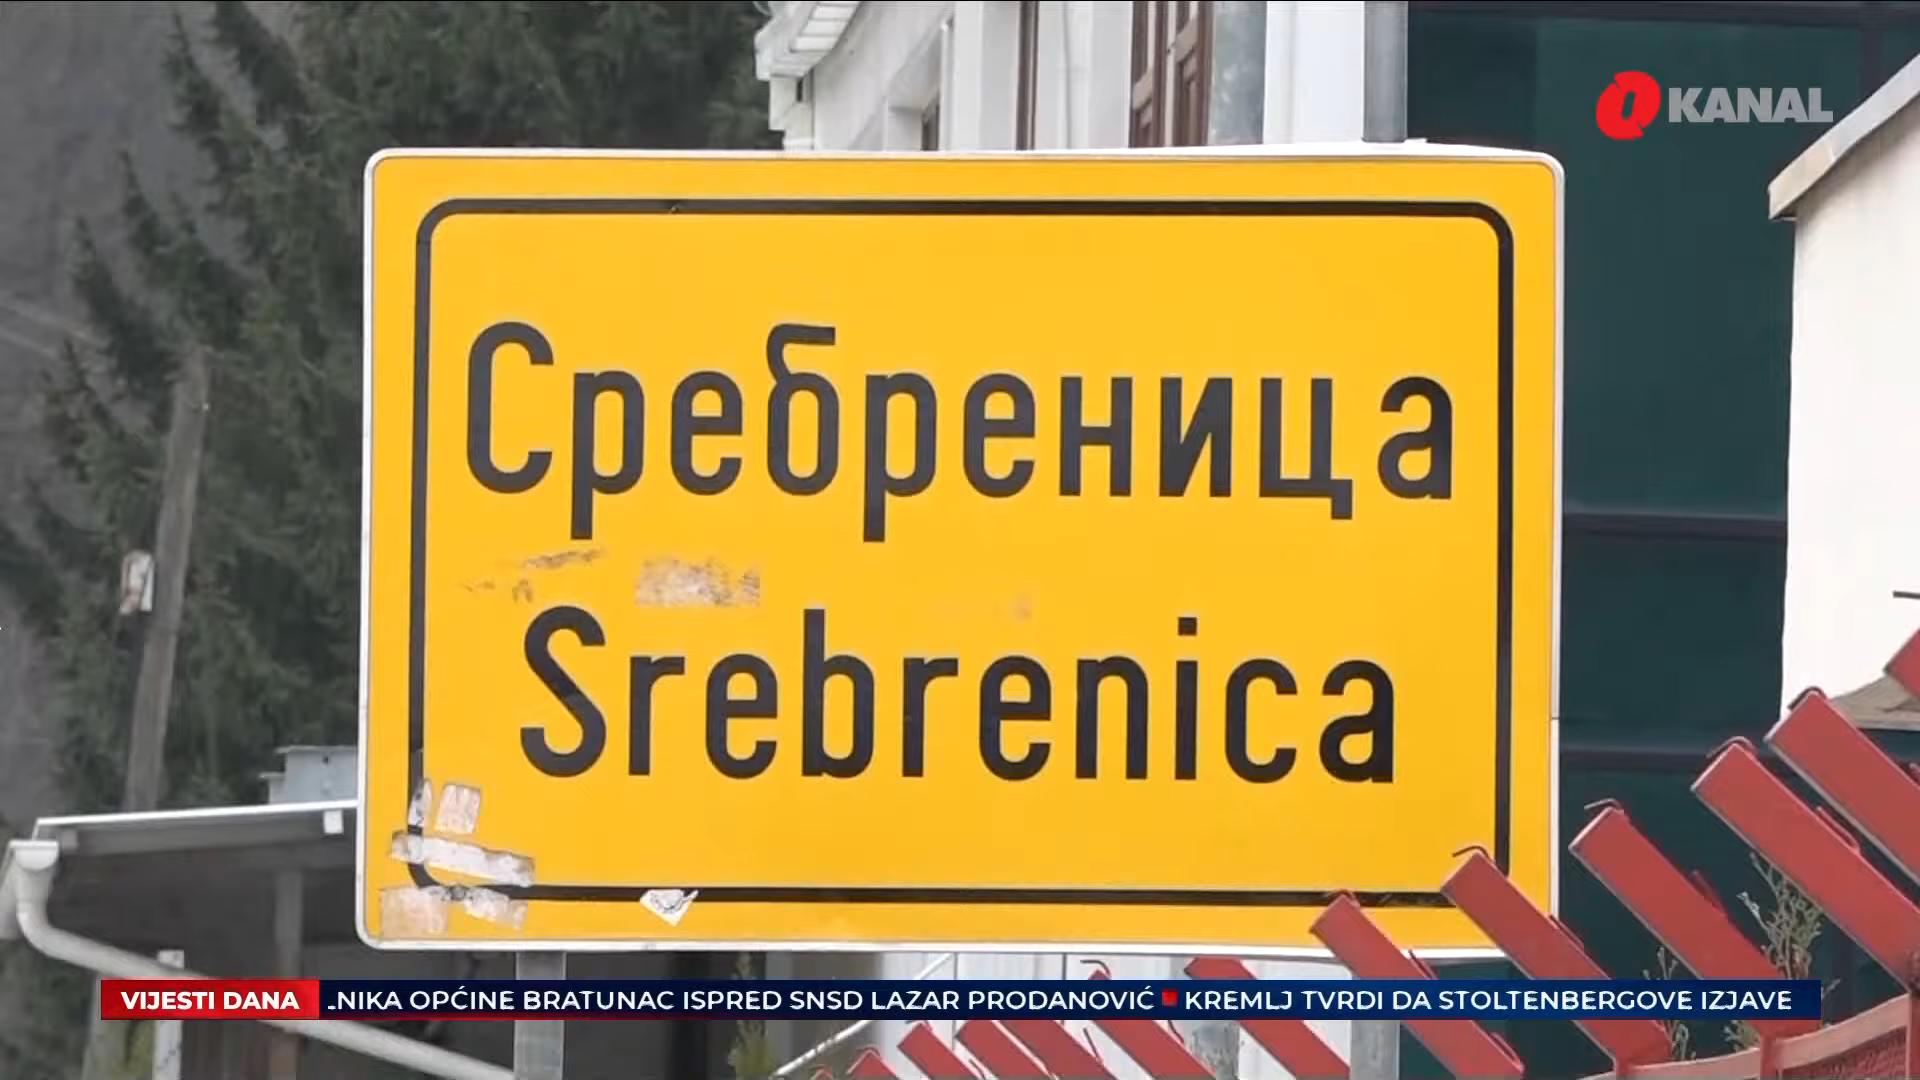 O KANAL
Сребреница
Srebrenica
VIJESTI DANA
NIKA OPĆINE BRATUNAC ISPRED SNSD LAZAR PRODANOVIĆ ▪ KREMLJ TVRDI DA STOLTENBERGOVE IZJAVE